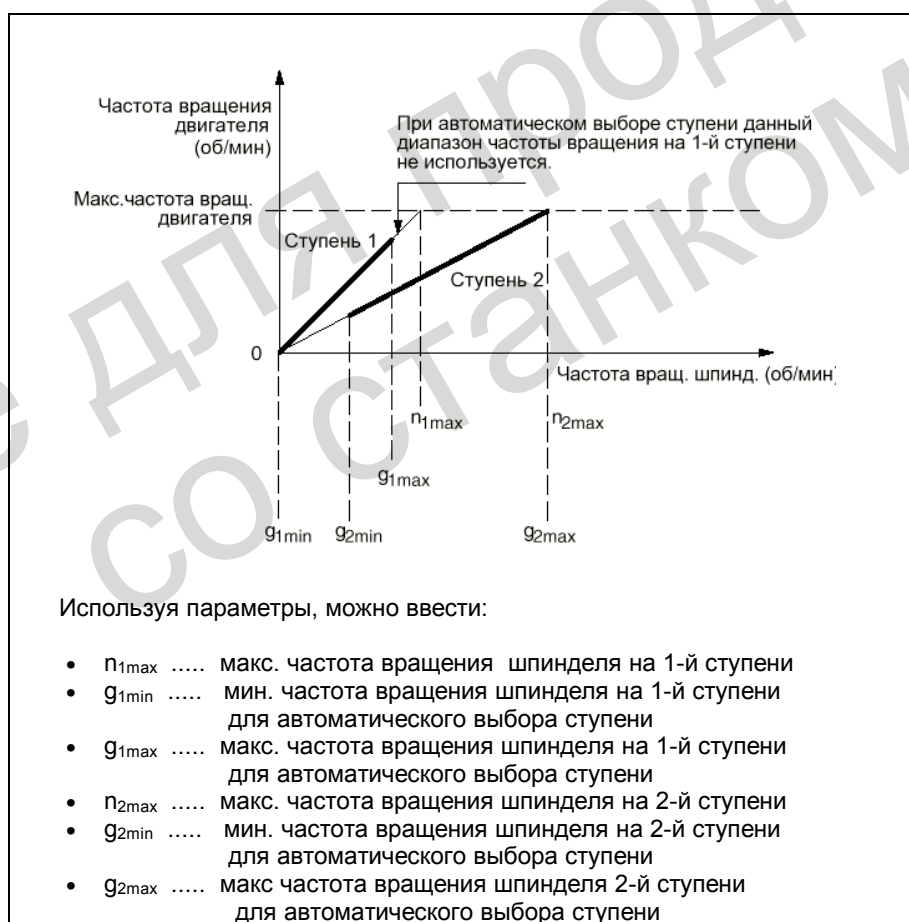 Частота вращения
двигателя
(об/мин)
При автоматическом выборе ступени данный
диапазон частоты вращения на 1-й ступени
не используется.
Макс.частота вращ.
двигателя
Ступень 1
Ступень 2
0
Частота вращ. шпинд. (об/мин
n1max
n2max
g1max
g1min
g2min
g2max
Используя параметры, можно ввести:
• n1max ..... макс. частота вращения шпинделя на 1-й ступени
• g1min ..... мин. частота вращения шпинделя на 1-й ступени
для автоматического выбора ступени
• g1max ..... макс. частота вращения шпинделя на 1-й ступени
для автоматического выбора ступени
• n2max ..... макс. частота вращения шпинделя на 2-й ступени
• g2min ..... мин. частота вращения шпинделя на 2-й ступени
для автоматического выбора ступени
• g2max ..... макс частота вращения шпинделя 2-й ступени
для автоматического выбора ступени
е для прод
со станком